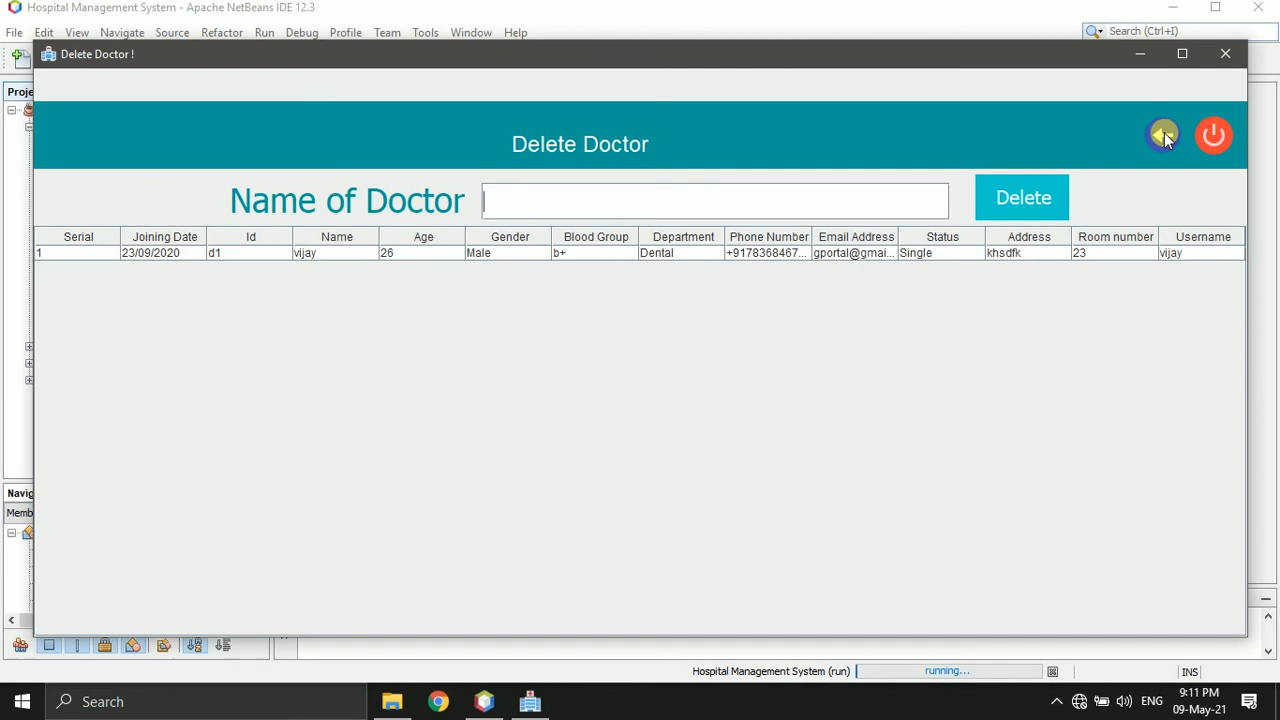 Hospital Management System - Apache NetBeans IDE 12.3
File Edit View Navigate Source Refactor Run Debug Profile Team Tools Window Help
Search (Ctrl+I)
Delete Doctor !
Proje
Delete Doctor
Name of Doctor
Delete
Serial Joining Date Id Name Age Gender Blood Group Department Phone Number Email Address Status Address Room number Username
1 23/09/2020 d1 vijay 26 Male b+ Dental +9178368467... gportal@gmai... Single khsdfk 23 vijay
Navig
Memb
Hospital Management System (run) running... INS
Search
ENG
9:11 PM
09-May-21